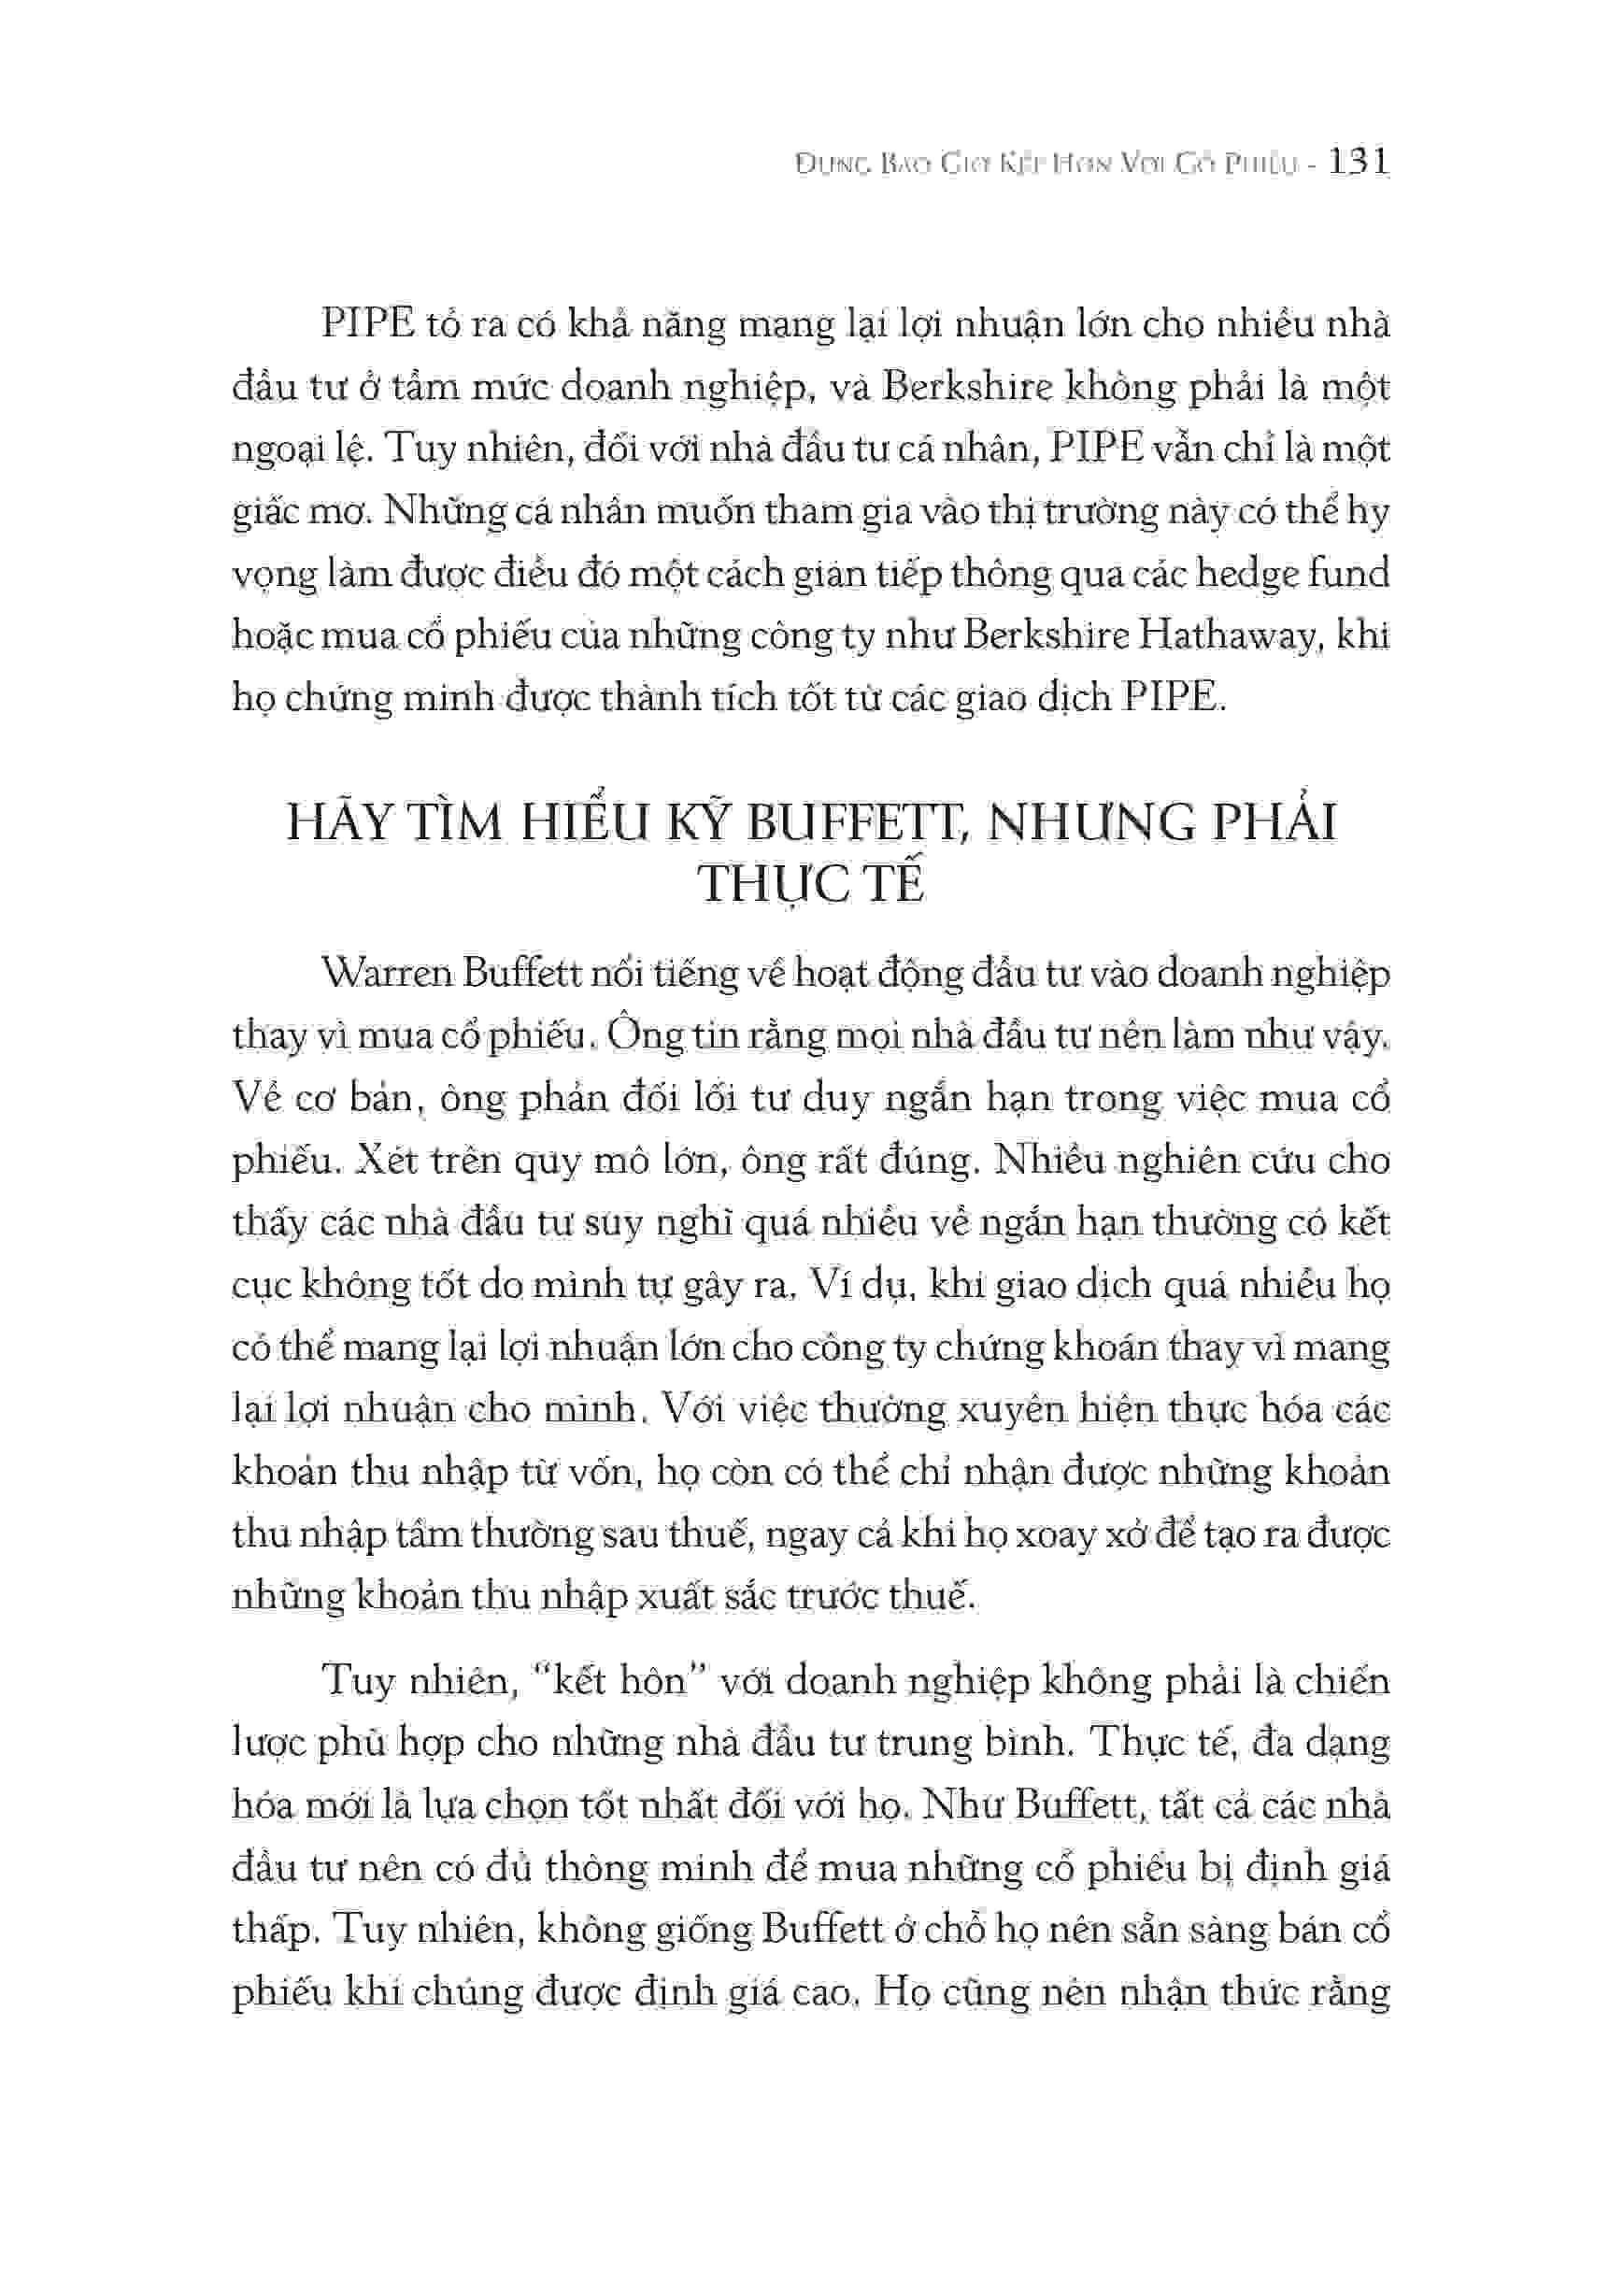 Đừng Bao Giờ Kết Hôn Với Cổ Phiếu - 131
PIPE tỏ ra có khả năng mang lại lợi nhuận lớn cho nhiều nhà
đầu tư ở tầm mức doanh nghiệp, và Berkshire không phải là một
ngoại lệ. Tuy nhiên, đối với nhà đầu tư cá nhân, PIPE vẫn chỉ là một
giấc mơ. Những cá nhân muốn tham gia vào thị trường này có thể hy
vọng làm được điều đó một cách gián tiếp thông qua các hedge fund
hoặc mua cổ phiếu của những công ty như Berkshire Hathaway, khi
họ chứng minh được thành tích tốt từ các giao dịch PIPE.
HÃY TÌM HIỂU KỸ BUFFETT, NHƯNG PHẢI
THỰC TẾ
Warren Buffett nổi tiếng về hoạt động đầu tư vào doanh nghiệp
thay vì mua cổ phiếu. Ông tin rằng mọi nhà đầu tư nên làm như vậy.
Về cơ bản, ông phản đối lối tư duy ngắn hạn trong việc mua cổ
phiếu. Xét trên quy mô lớn, ông rất đúng. Nhiều nghiên cứu cho
thấy các nhà đầu tư suy nghĩ quá nhiều về ngắn hạn thường có kết
cục không tốt do mình tự gây ra. Ví dụ, khi giao dịch quá nhiều họ
có thể mang lại lợi nhuận lớn cho công ty chứng khoán thay vì mang
lại lợi nhuận cho mình. Với việc thường xuyên hiện thực hóa các
khoản thu nhập từ vốn, họ còn có thể chỉ nhận được những khoản
thu nhập tầm thường sau thuế, ngay cả khi họ xoay xở để tạo ra được
những khoản thu nhập xuất sắc trước thuế.
Tuy nhiên, “kết hôn” với doanh nghiệp không phải là chiến
lược phù hợp cho những nhà đầu tư trung bình. Thực tế, đa dạng
hóa mới là lựa chọn tốt nhất đối với họ. Như Buffett, tất cả các nhà
đầu tư nên có đủ thông minh để mua những cổ phiếu bị định giá
thấp. Tuy nhiên, không giống Buffett ở chỗ họ nên sẵn sàng bán cổ
phiếu khi chúng được định giá cao. Họ cũng nên nhận thức rằng